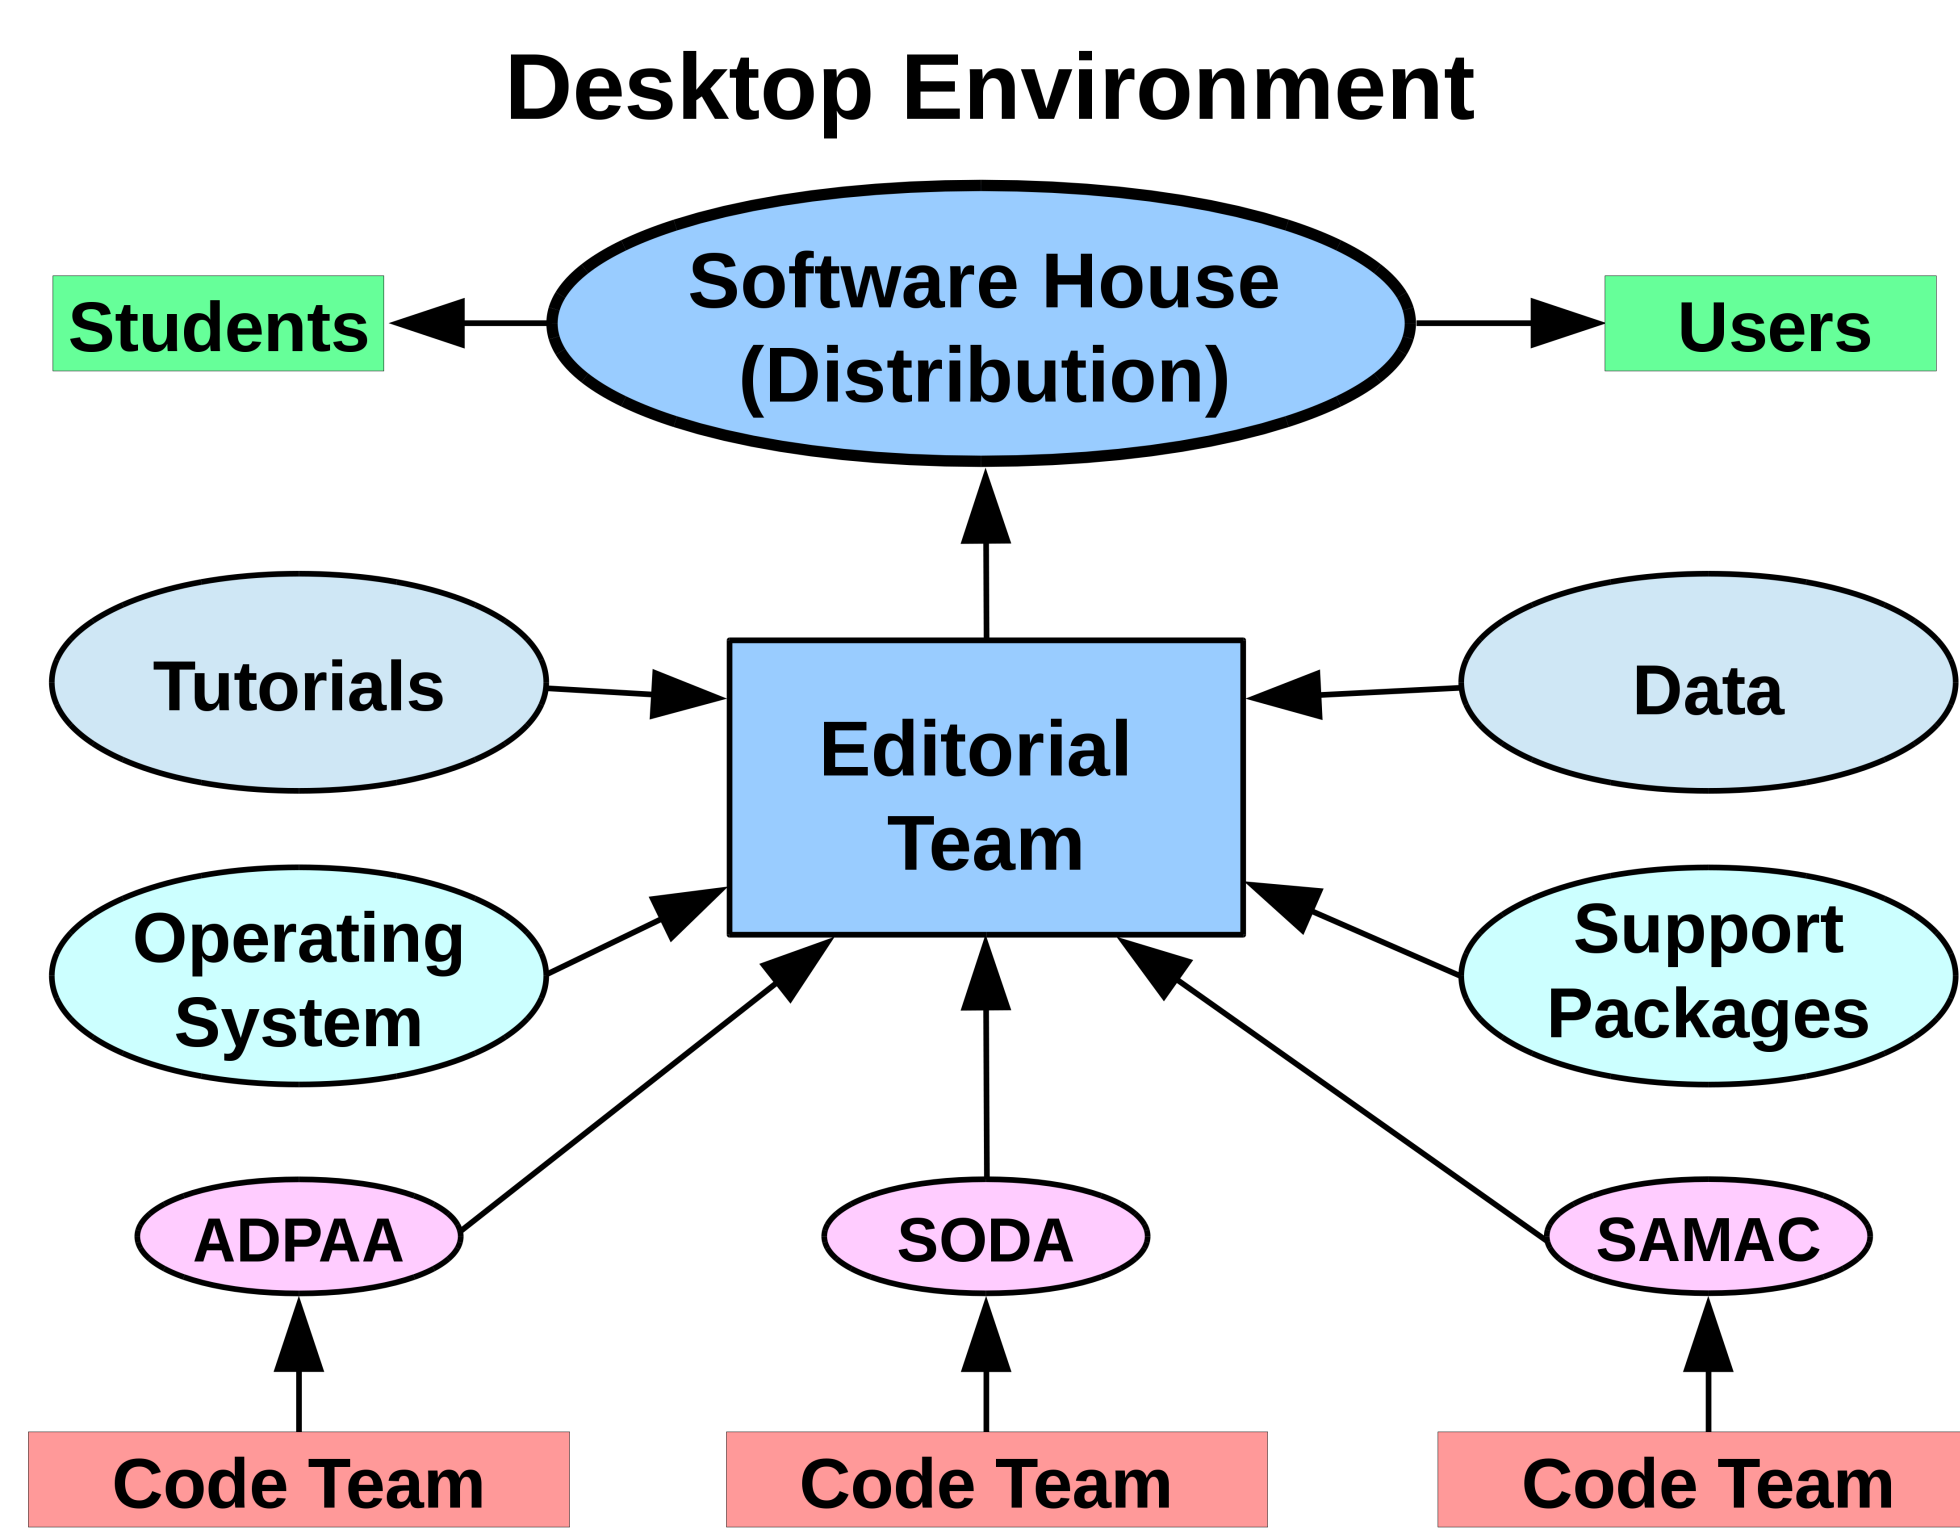 Desktop Environment
Software House
(Distribution)
Students
Users
Tutorials
Data
Editorial
Team
Operating
System
Support
Packages
ADPAA
SODA
SAMAC
Code Team
Code Team
Code Team